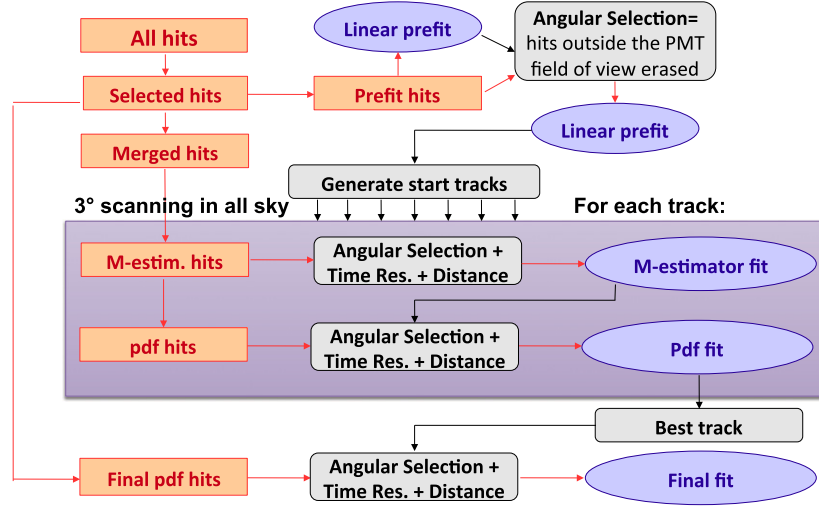 All hits
Linear prefit
Angular Selection=
hits outside the PMT
field of view erased
Selected hits
Prefit hits
Linear prefit
Merged hits
Generate start tracks
3° scanning in all sky
For each track:
M-estim. hits
Angular Selection +
Time Res. + Distance
M-estimator fit
pdf hits
Angular Selection +
Time Res. + Distance
Pdf fit
Best track
Final pdf hits
Angular Selection +
Time Res. + Distance
Final fit